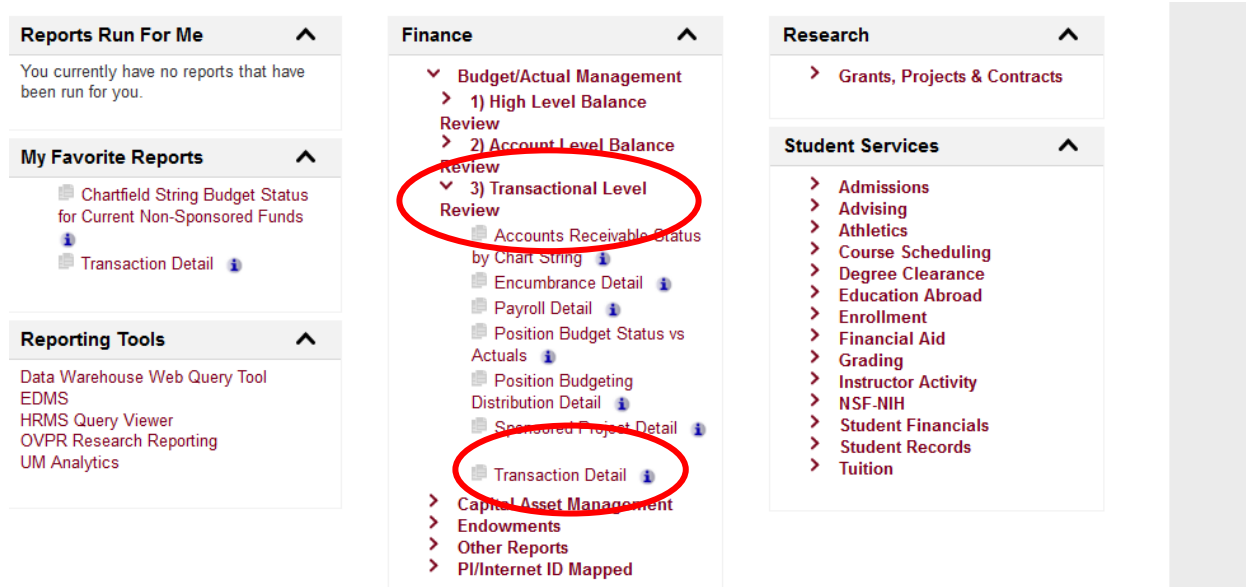 Reports Run For Me
You currently have no reports that have
been run for you.
My Favorite Reports
Chartfield String Budget Status
for Current Non-Sponsored Funds
Transaction Detail
Reporting Tools
Data Warehouse Web Query Tool
EDMS
HRMS Query Viewer
OVPR Research Reporting
UM Analytics
Finance
Budget/Actual Management
1) High Level Balance
Review
2) Account Level Balance
Review
3) Transactional Level
Review
Accounts Receivable Status
by Chart String
Encumbrance Detail
Payroll Detail
Position Budget Status vs
Actuals
Position Budgeting
Distribution Detail
Sponsored Project Detail
Transaction Detail
Capital Asset Management
Endowments
Other Reports
PI/Internet ID Mapped
Research
Grants, Projects & Contracts
Student Services
Admissions
Advising
Athletics
Course Scheduling
Degree Clearance
Education Abroad
Enrollment
Financial Aid
Grading
Instructor Activity
NSF-NIH
Student Financials
Student Records
Tuition